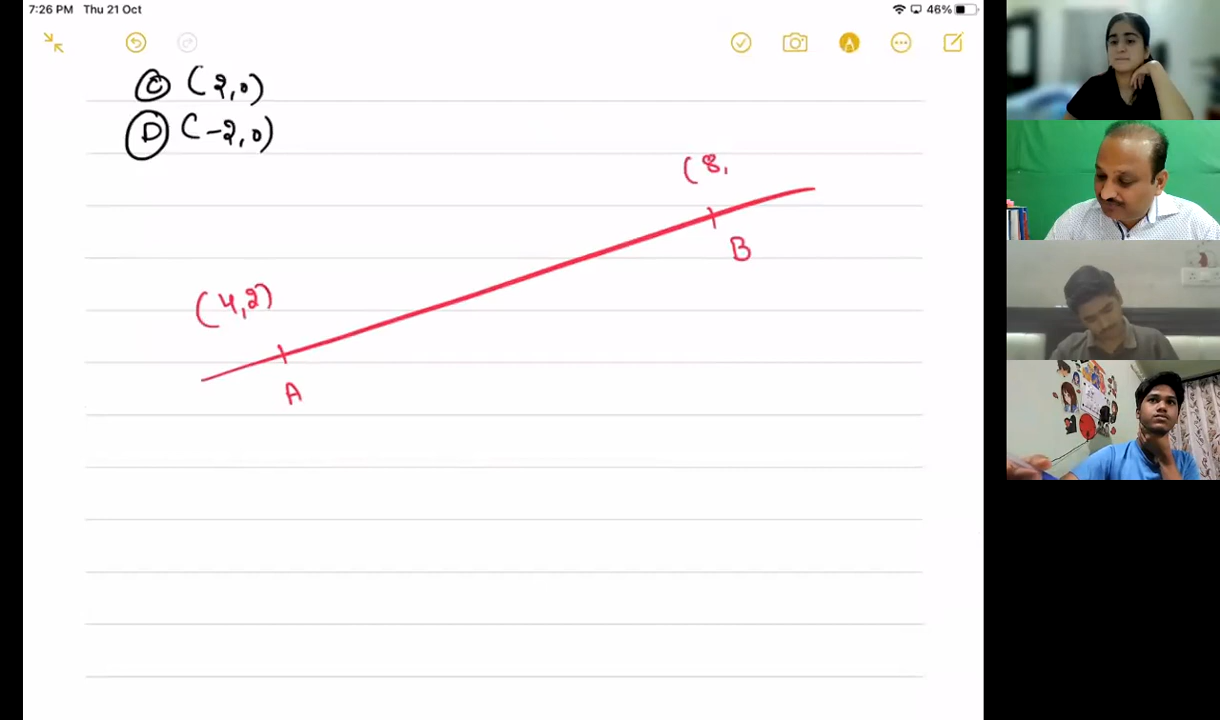 7:26 PM Thu 21 Oct
46%
C (2,0)
D (-2,0)
(8,
B
(4,2)
A